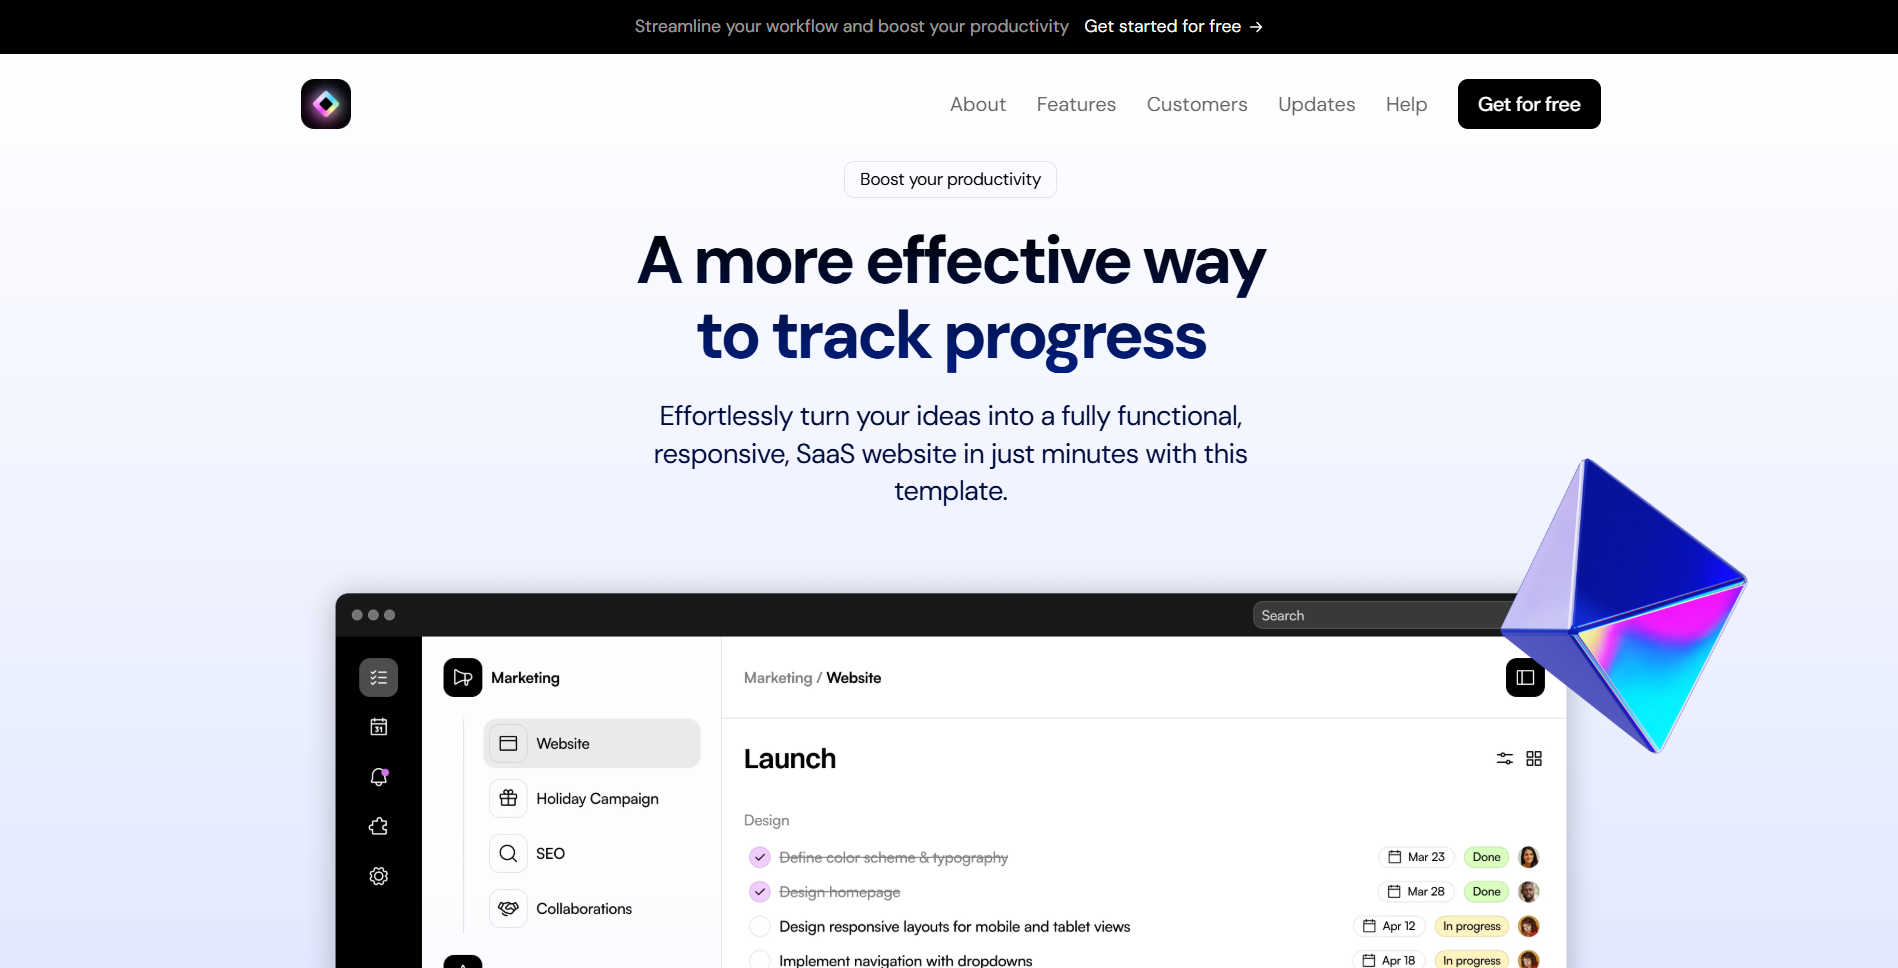 Streamline your workflow and boost your productivity Get started for free →
About Features Customers Updates Help Get for free
Boost your productivity
A more effective way
to track progress
Effortlessly turn your ideas into a fully functional,
responsive, SaaS website in just minutes with this
template.
Search
Marketing
Marketing / Website
31
Website
Holiday Campaign
SEO
Collaborations
Launch
Design
Define color scheme & typography Mar 23 Done
Design homepage Mar 28 Done
Design responsive layouts for mobile and tablet views Apr 12 In progress
Implement navigation with dropdowns Apr 18 In progress